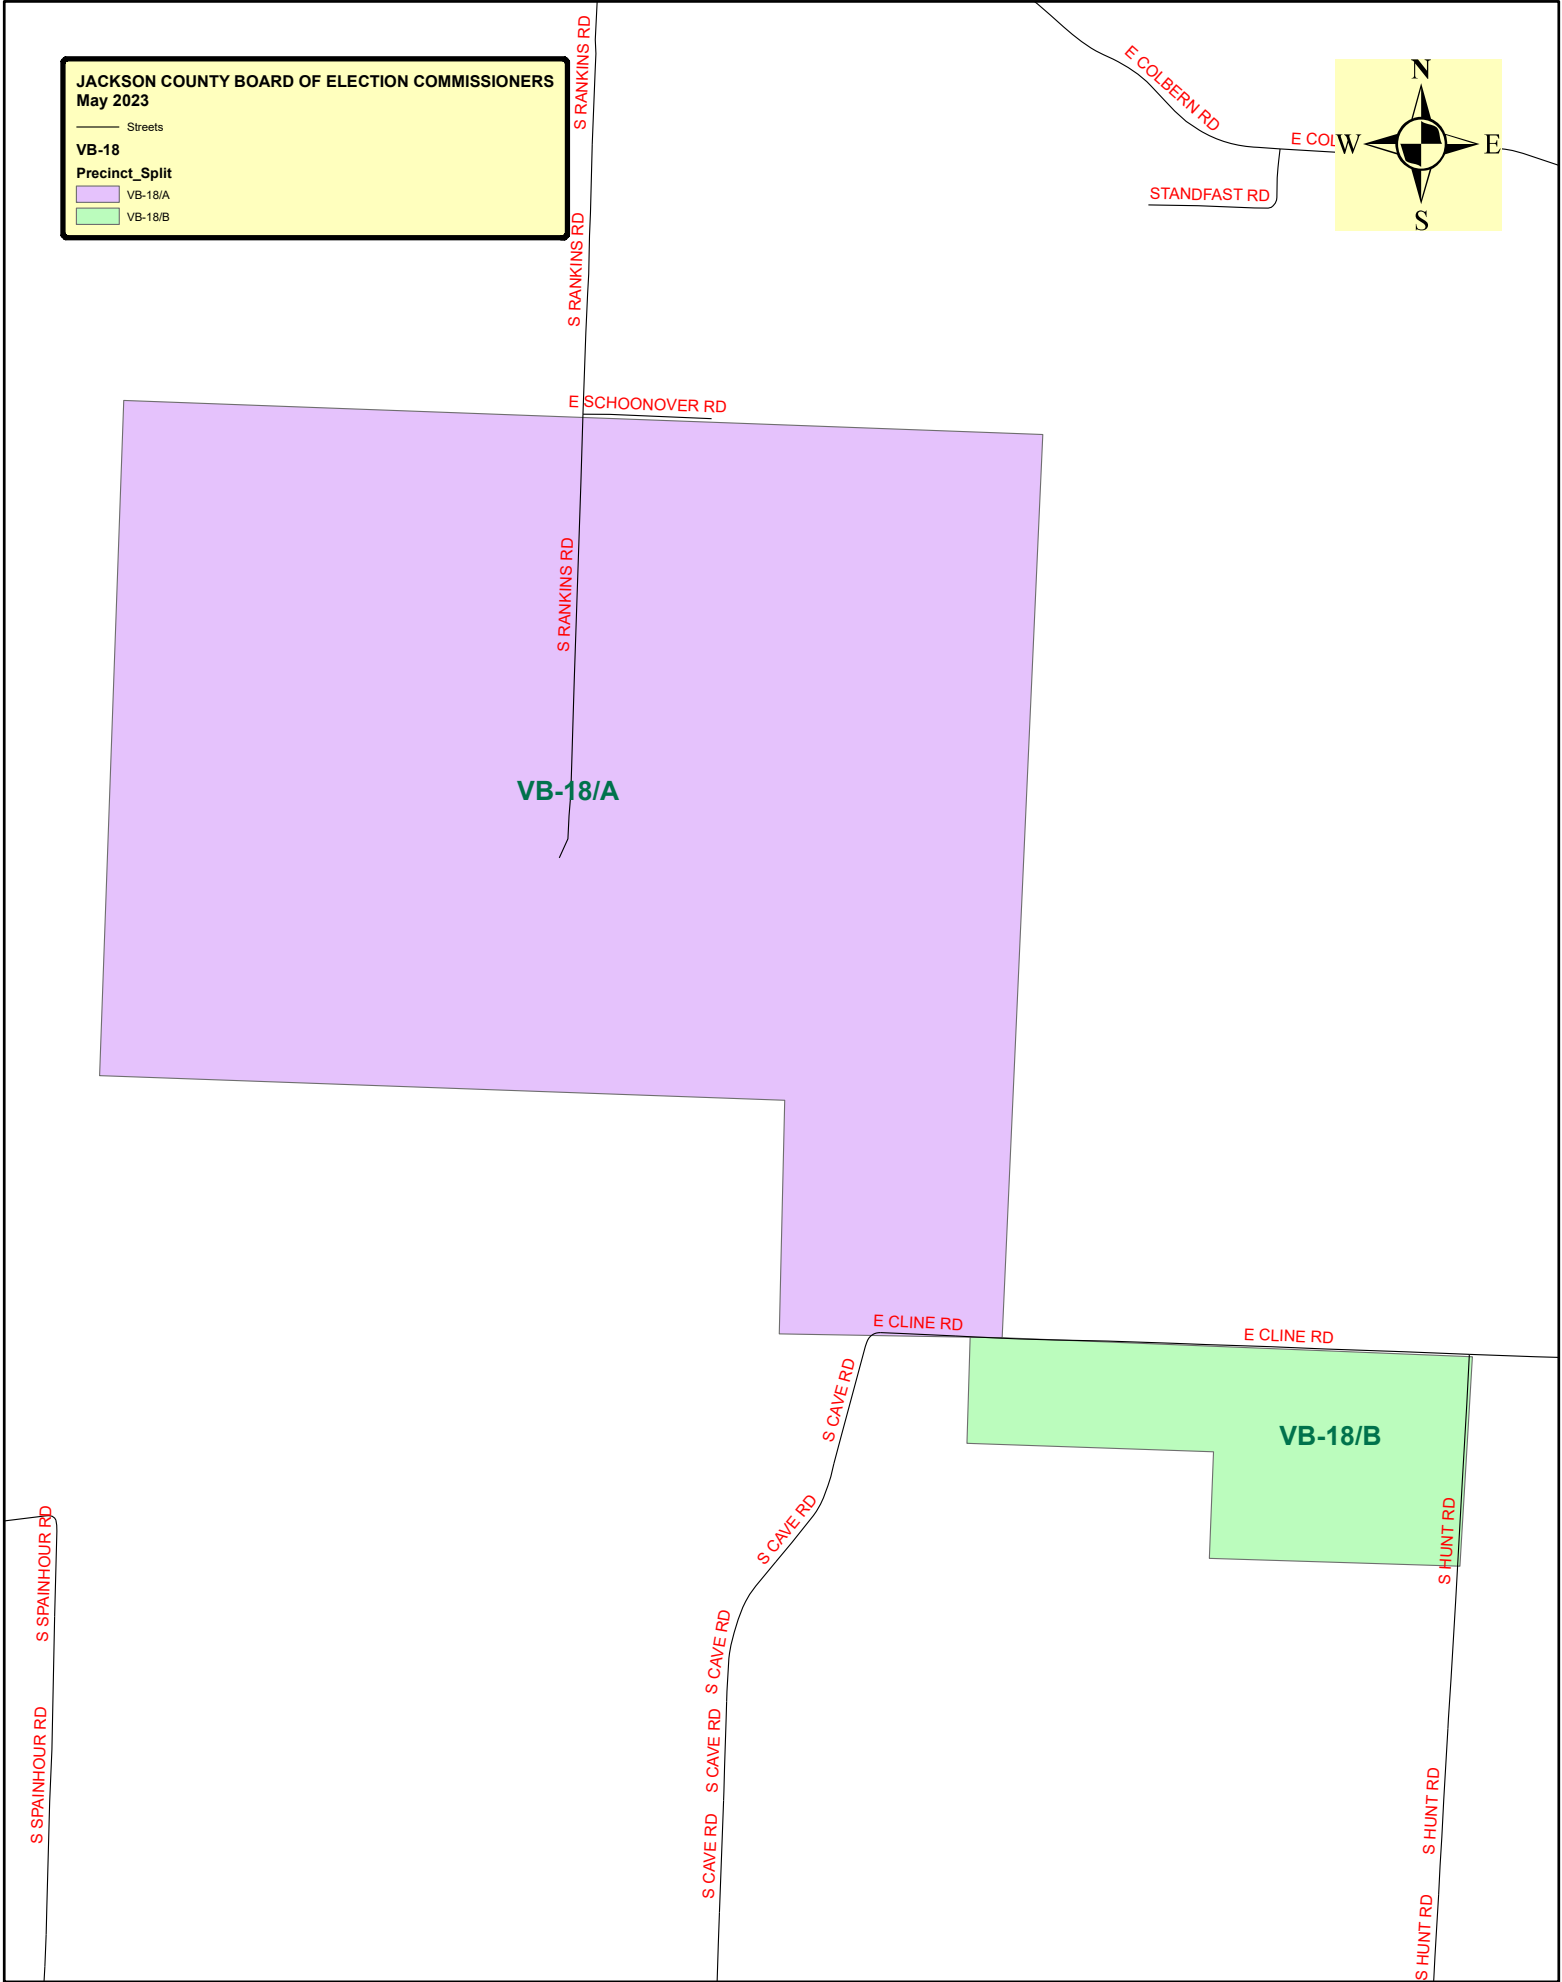 JACKSON COUNTY BOARD OF ELECTION COMMISSIONERS
May 2023
Streets
VB-18
Precinct_Split
VB-18/A
VB-18/B
S RANKINS RD
E COLBERN RD
N
E COL
W
E
S
STANDFAST RD
S RANKINS RD
E SCHOONOVER RD
S RANKINS RD
VB-18/A
E CLINE RD
E CLINE RD
S CAVE RD
VB-18/B
S CAVE RD
S HUNT RD
S SPAINHOUR RD
S CAVE RD
S CAVE RD
S SPAINHOUR RD
S HUNT RD
S CAVE RD
S HUNT RD